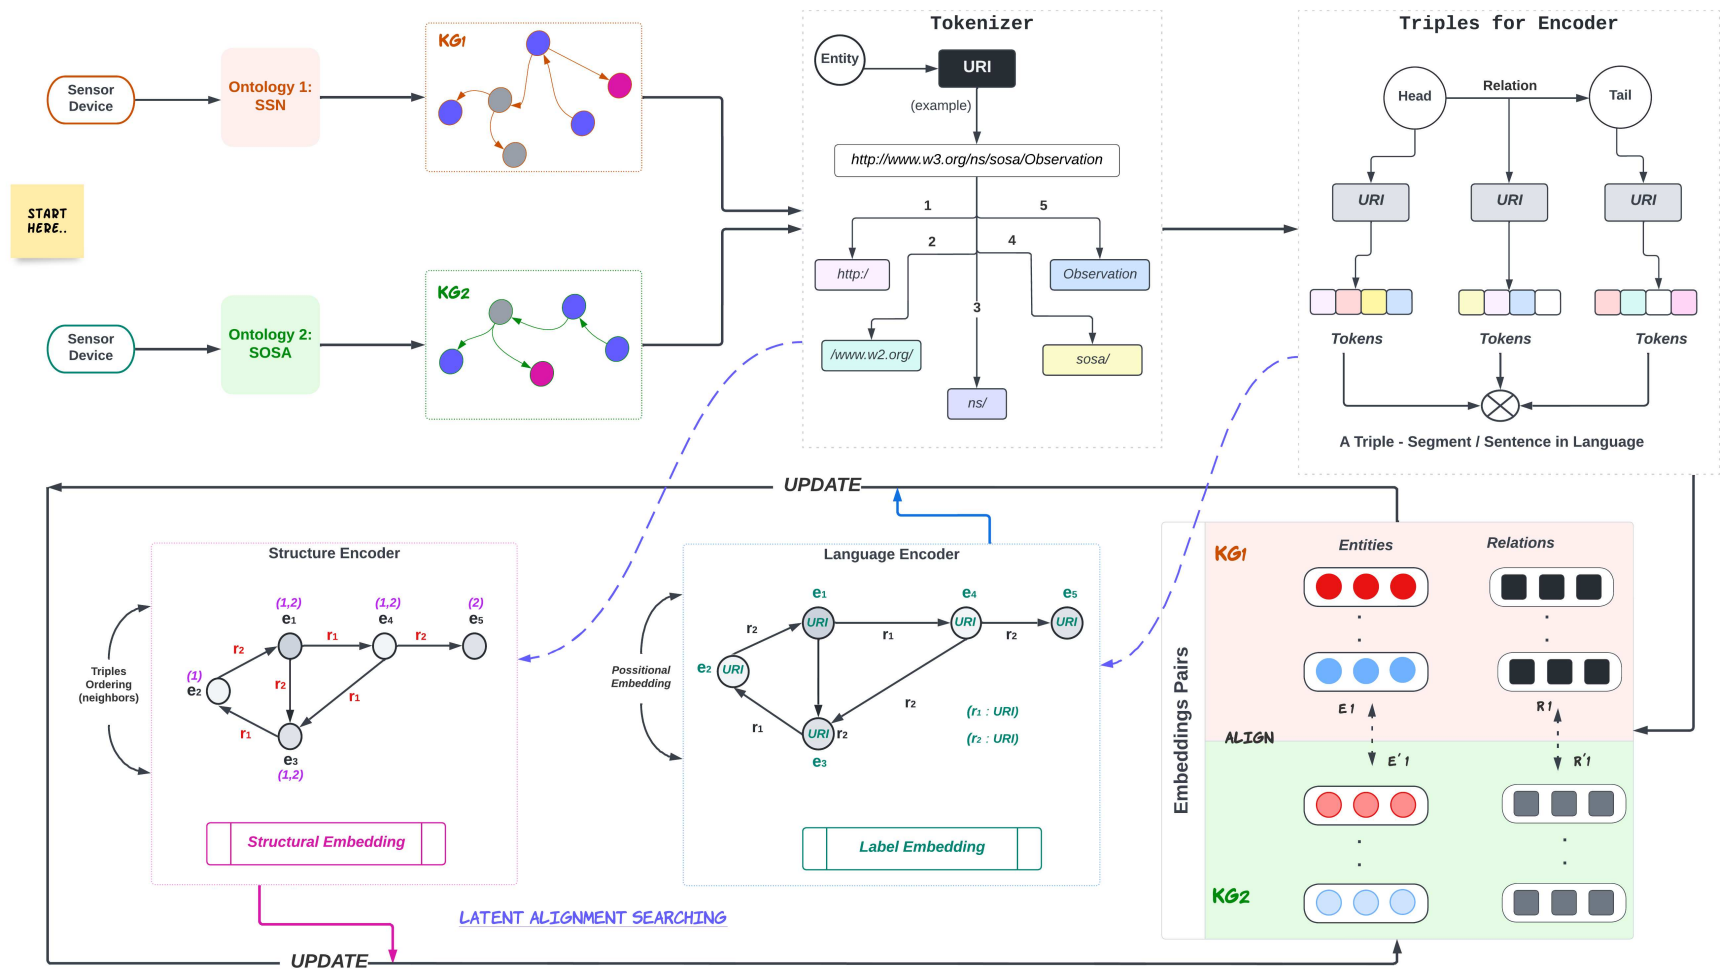 START
HERE..
Sensor
Device
Ontology 1:
SSN
KG1
Sensor
Device
Ontology 2:
SOSA
KG2
Tokenizer
Entity
URI
(example)
http://www.w3.org/ns/sosa/Observation
1
5
2
4
3
http:/
Observation
/www.w2.org/
sosa/
ns/
Triples for Encoder
Head
Relation
Tail
URI
URI
URI
Tokens
Tokens
Tokens
A Triple - Segment / Sentence in Language
UPDATE
Structure Encoder
Triples
Ordering
(neighbors)
(1,2)
e1
(1,2)
e4
(2)
e5
r1
r2
r2
(1)
e2
r2
r1
r1
e3
(1,2)
Structural Embedding
Language Encoder
Possitional
Embedding
e1
e4
e5
URI
URI
URI
r2
r1
r2
e2
URI
r2
r1
URI
r2
e3
(r1 : URI)
(r2 : URI)
Label Embedding
Embeddings Pairs
KG1
Entities
Relations
.
.
.
.
E1
R1
ALIGN
E'1
R'1
.
.
.
.
KG2
LATENT ALIGNMENT SEARCHING
UPDATE